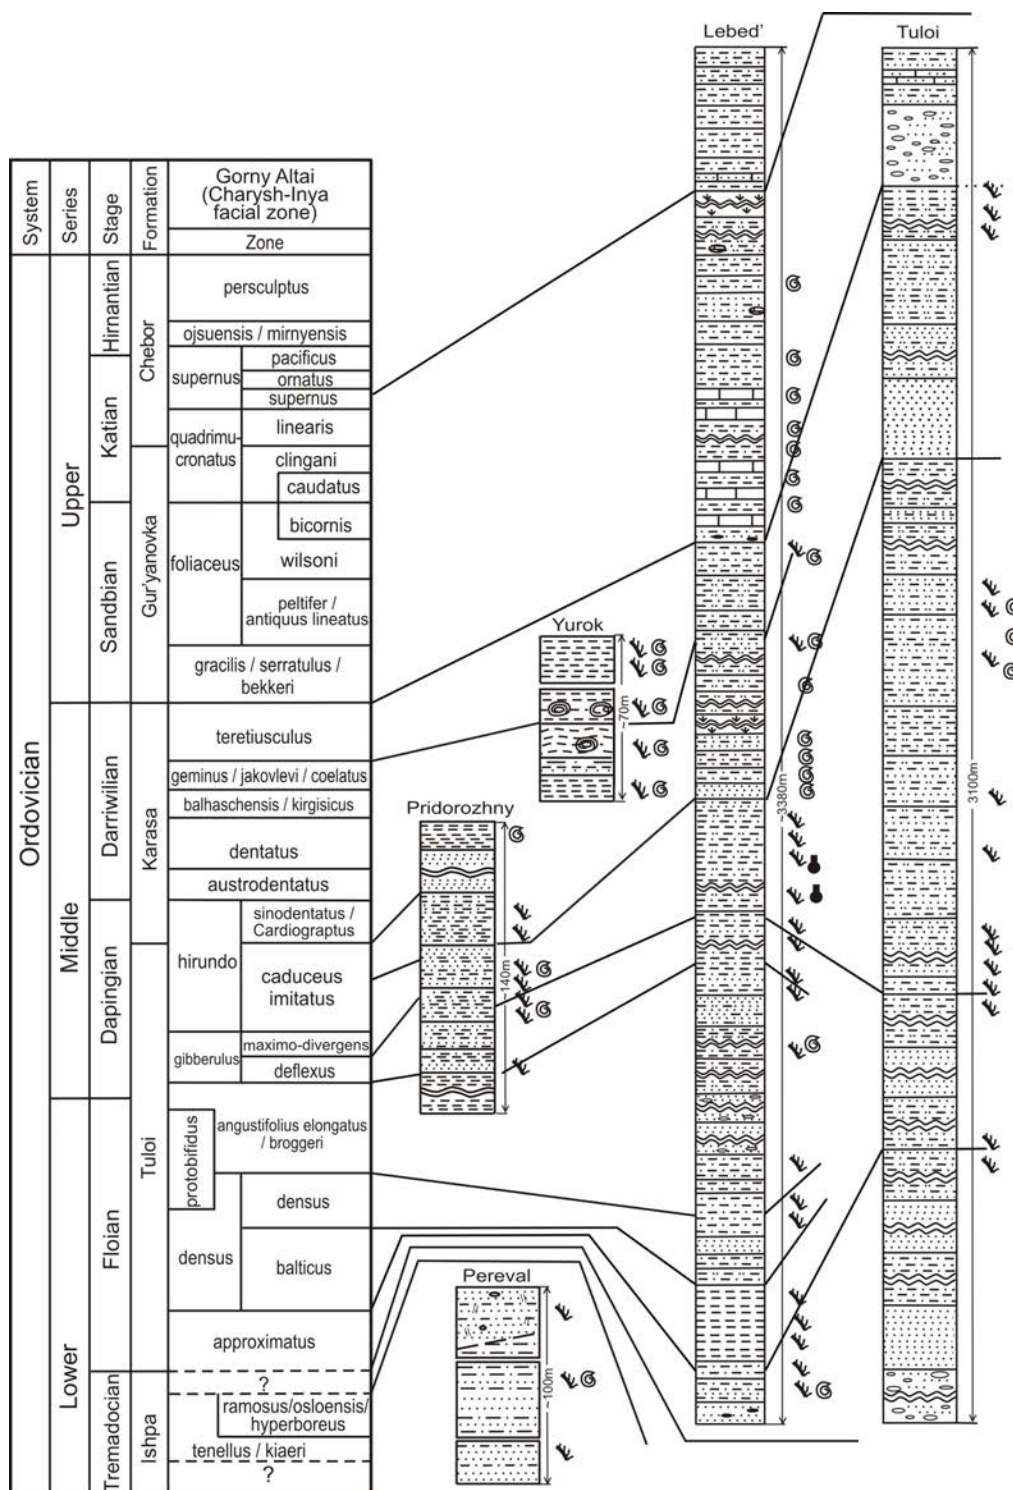 Lebed’
Tuloi
System
Series
Stage
Formation
Gorny Altai
(Charysh-Inya
facial zone)
Zone
Ordovician
Upper
Middle
Lower
Hirnantian
Katian
Sandbian
Darriwilian
Dapingian
Floian
Tremadocian
Chebor
Gur'yanovka
Karasa
Tuloi
Ishpa
persculptus
ojsuensis / mirnyensis
supernus
pacificus
ornatus
supernus
quadrimu-
cronatus
linearis
clingani
caudatus
foliaceus
bicornis
wilsoni
peltifer /
antiquus lineatus
gracilis / serratulus /
bekkeri
teretiusculus
geminus / jakovlevi / coelatus
balhaschensis / kirgisicus
dentatus
austrodentatus
hirundo
sinodentatus /
Cardiograptus
caduceus
imitatus
gibberulus
maximo-divergens
deflexus
protobifidus
angustifolius elongatus
/ broggeri
densus
densus
balticus
approximatus
?
ramosus/osloensis/
hyperboreus
tenellus / kiaeri
?
Yurok
~70m
Pridorozhny
~140m
Pereval
~100m
~3380m
3100m